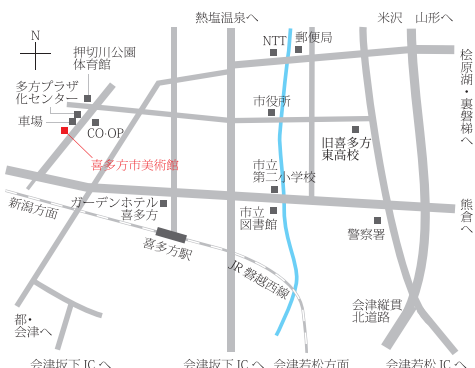 熱塩温泉へ
米沢　山形へ
N
NTT
郵便局
押切川公園
体育館
桧原湖・裏磐梯へ
多方プラザ
化センター
市役所
車場
CO·OP
旧喜多方
東高校
喜多方市美術館
市立
第二小学校
新潟方面
ガーデンホテル
喜多方
市立
図書館
熊倉へ
警察署
喜多方駅
JR 磐越西線
会津縦貫
北道路
都・
会津へ
会津坂下 IC へ
会津坂下 IC へ
会津若松方面
会津若松 IC へ